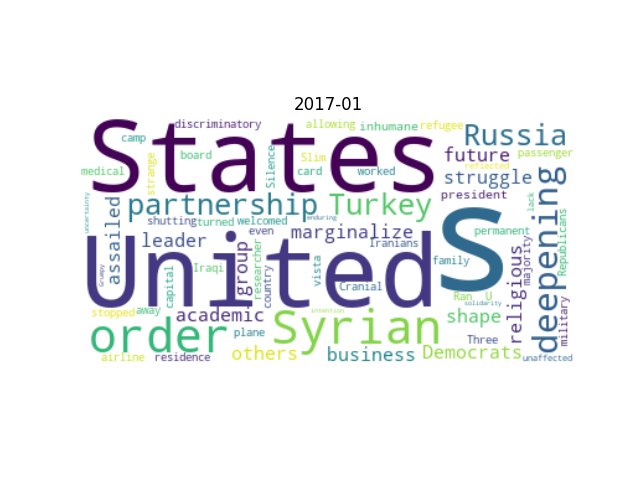 2017-01
States
United
S
Syrian
order
deepening
Russia
Turkey
partnership
discriminatory
allowing
inhumane
refugee
camp
board
medical
strange
Silence
Slim
card
worked
future
passenger
struggle
president
assailed
shutting
turned
welcomed
enduring
even
marginalize
leader
Iranians
permanent
lack
Republicans
religious
majority
family
group
researcher
country
vista
Cranial
Iraqi
capital
Grumpy
uncertainty
reflected
stopped
away
academic
plane
intention
Ran
U
solidarity
shape
Three
military
airline
residence
others
business
Democrats
unaffected